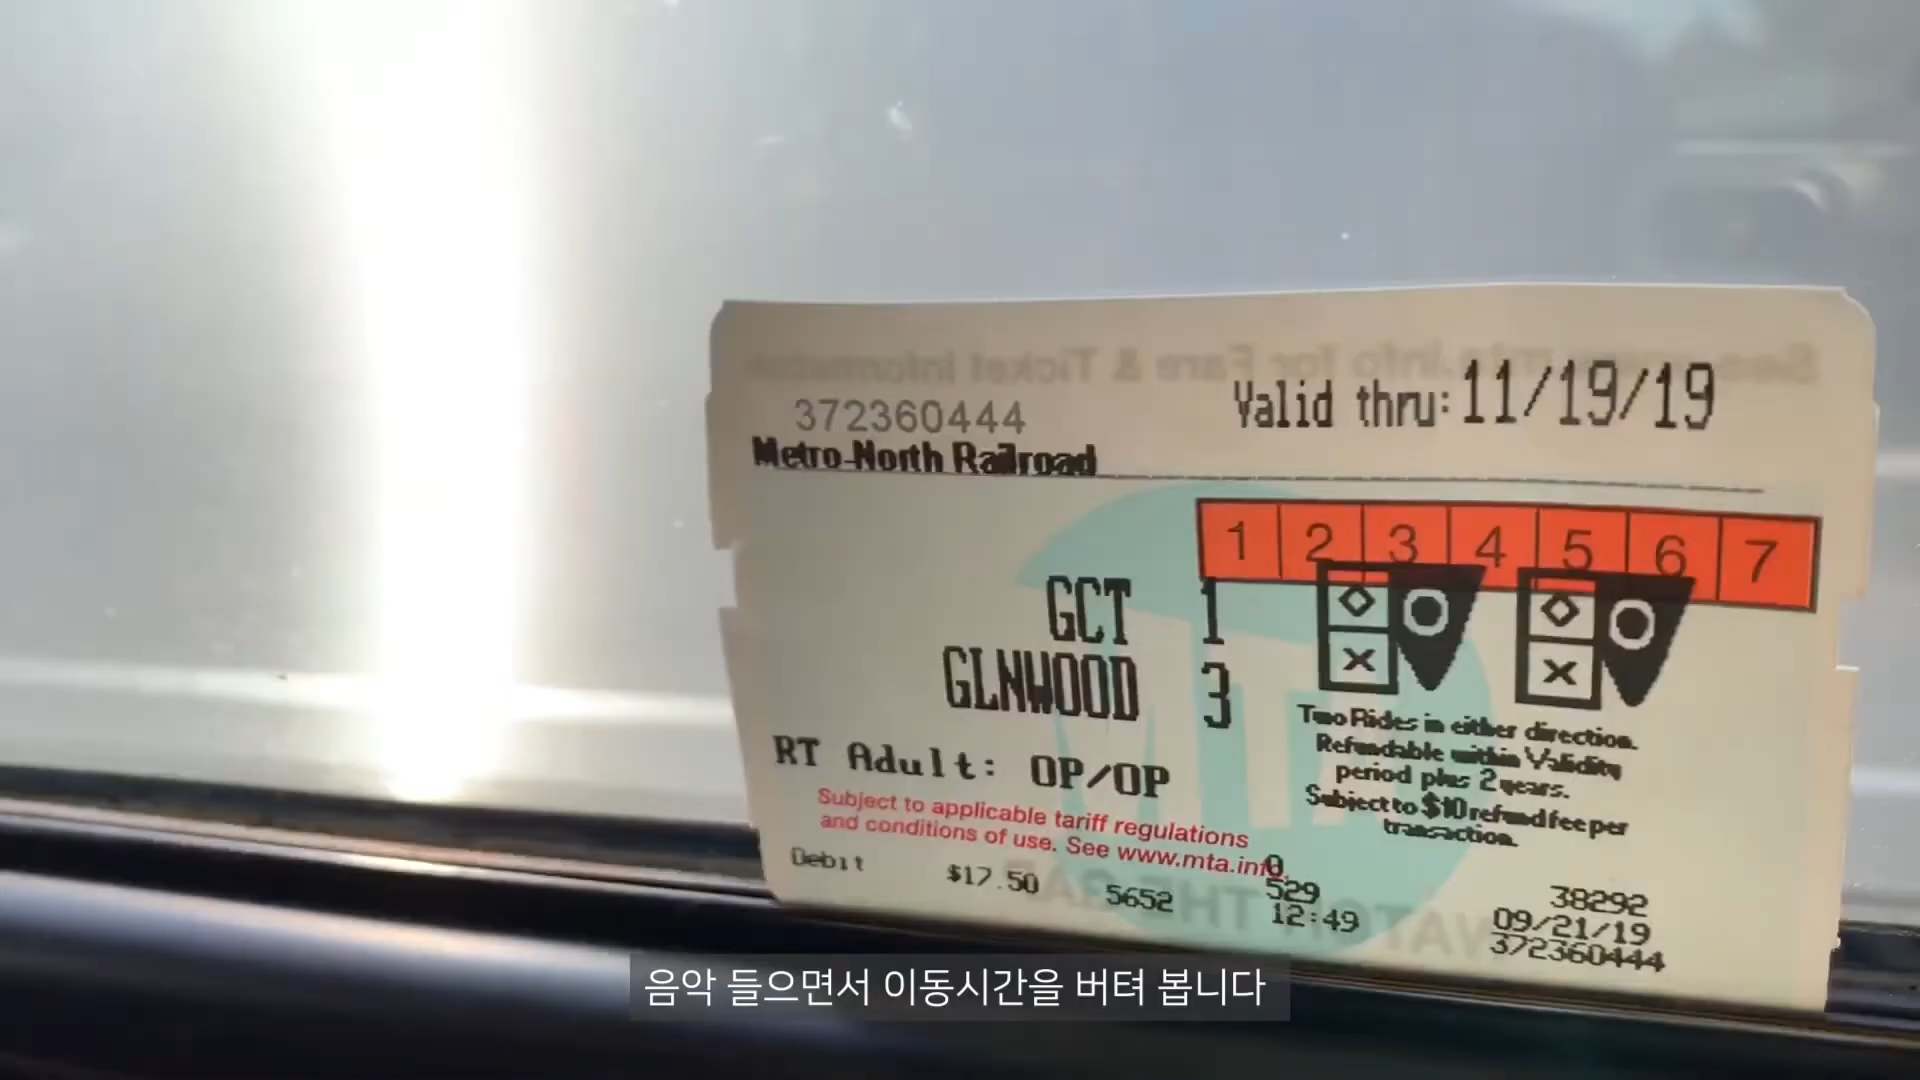 372360444
Valid thru: 11/19/19
Metro-North Railroad
1 2 3 4 5 6 7
GCT 1
GLNWOOD 3
Two Rides in either direction.
Refundable within Validity
period plus 2 years.
Subject to $10 refund fee per
transaction.
RT Adult: OP/OP
Subject to applicable tariff regulations
and conditions of use. See www.mta.info.
Debit $17.50 5652 529 38292
12:49 09/21/19
372360444
음악 들으면서 이동시간을 버텨 봅니다